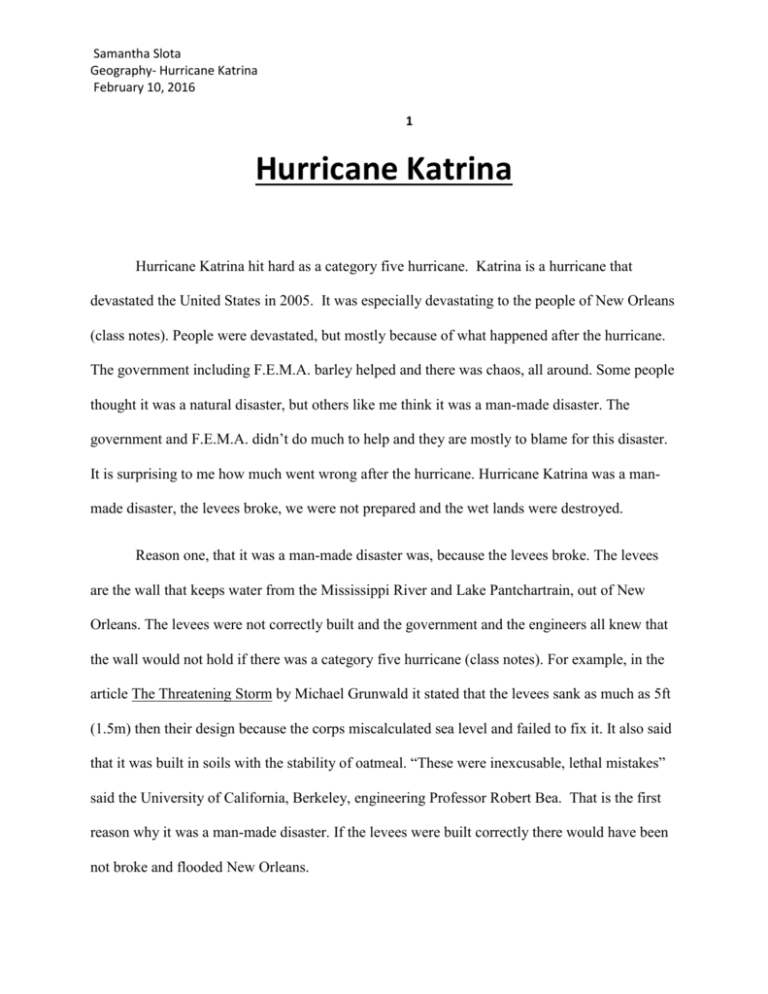 Samantha Slota
Geography- Hurricane Katrina
February 10, 2016
1
Hurricane Katrina
Hurricane Katrina hit hard as a category five hurricane.  Katrina is a hurricane that
devastated the United States in 2005.  It was especially devastating to the people of New Orleans
(class notes). People were devastated, but mostly because of what happened after the hurricane.
The government including F.E.M.A. barley helped and there was chaos, all around. Some people
thought it was a natural disaster, but others like me think it was a man-made disaster. The
government and F.E.M.A. didn’t do much to help and they are mostly to blame for this disaster.
It is surprising to me how much went wrong after the hurricane. Hurricane Katrina was a man-
made disaster, the levees broke, we were not prepared and the wet lands were destroyed.
Reason one, that it was a man-made disaster was, because the levees broke. The levees
are the wall that keeps water from the Mississippi River and Lake Pantchartrain, out of New
Orleans. The levees were not correctly built and the government and the engineers all knew that
the wall would not hold if there was a category five hurricane (class notes). For example, in the
article The Threatening Storm by Michael Grunwald it stated that the levees sank as much as 5ft
(1.5m) then their design because the corps miscalculated sea level and failed to fix it. It also said
that it was built in soils with the stability of oatmeal. “These were inexcusable, lethal mistakes”
said the University of California, Berkeley, engineering Professor Robert Bea.  That is the first
reason why it was a man-made disaster. If the levees were built correctly there would have been
not broke and flooded New Orleans.